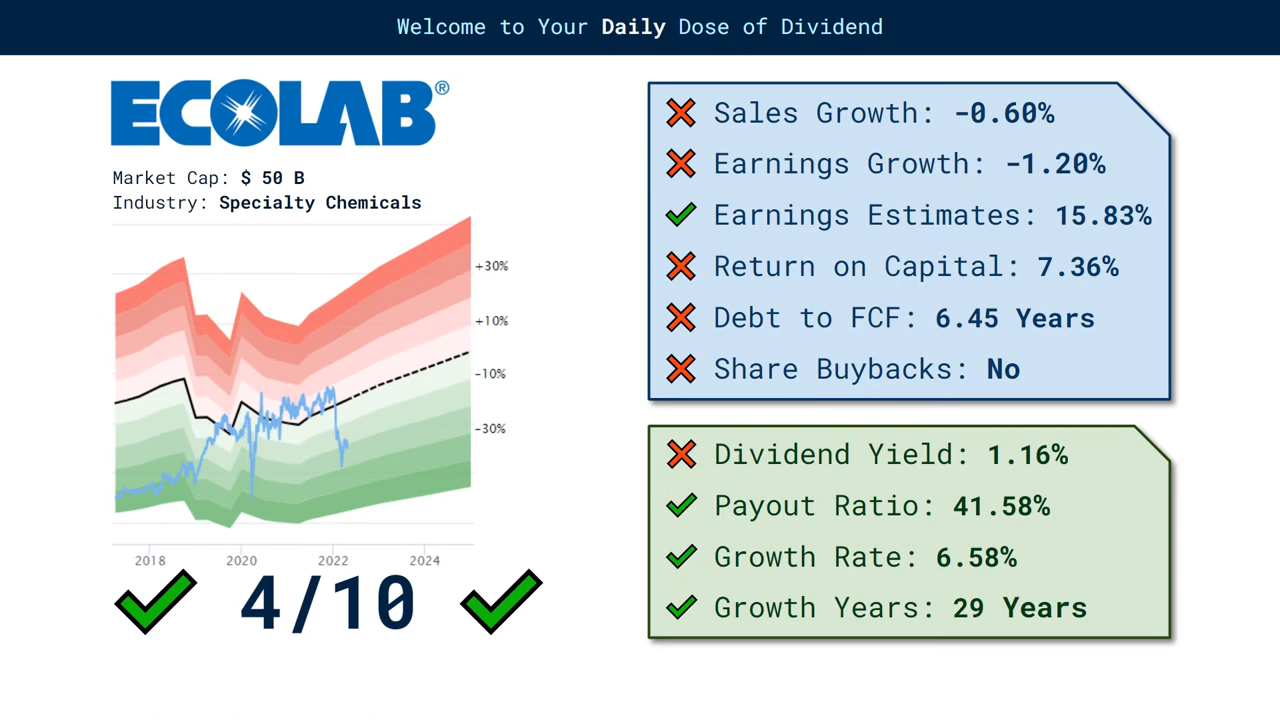 Welcome to Your Daily Dose of Dividend
ECOLAB®
Market Cap: $ 50 B
Industry: Specialty Chemicals
+30%
+10%
-10%
-30%
2018 2020 2022 2024
4/10
Sales Growth: -0.60%
Earnings Growth: -1.20%
Earnings Estimates: 15.83%
Return on Capital: 7.36%
Debt to FCF: 6.45 Years
Share Buybacks: No
Dividend Yield: 1.16%
Payout Ratio: 41.58%
Growth Rate: 6.58%
Growth Years: 29 Years